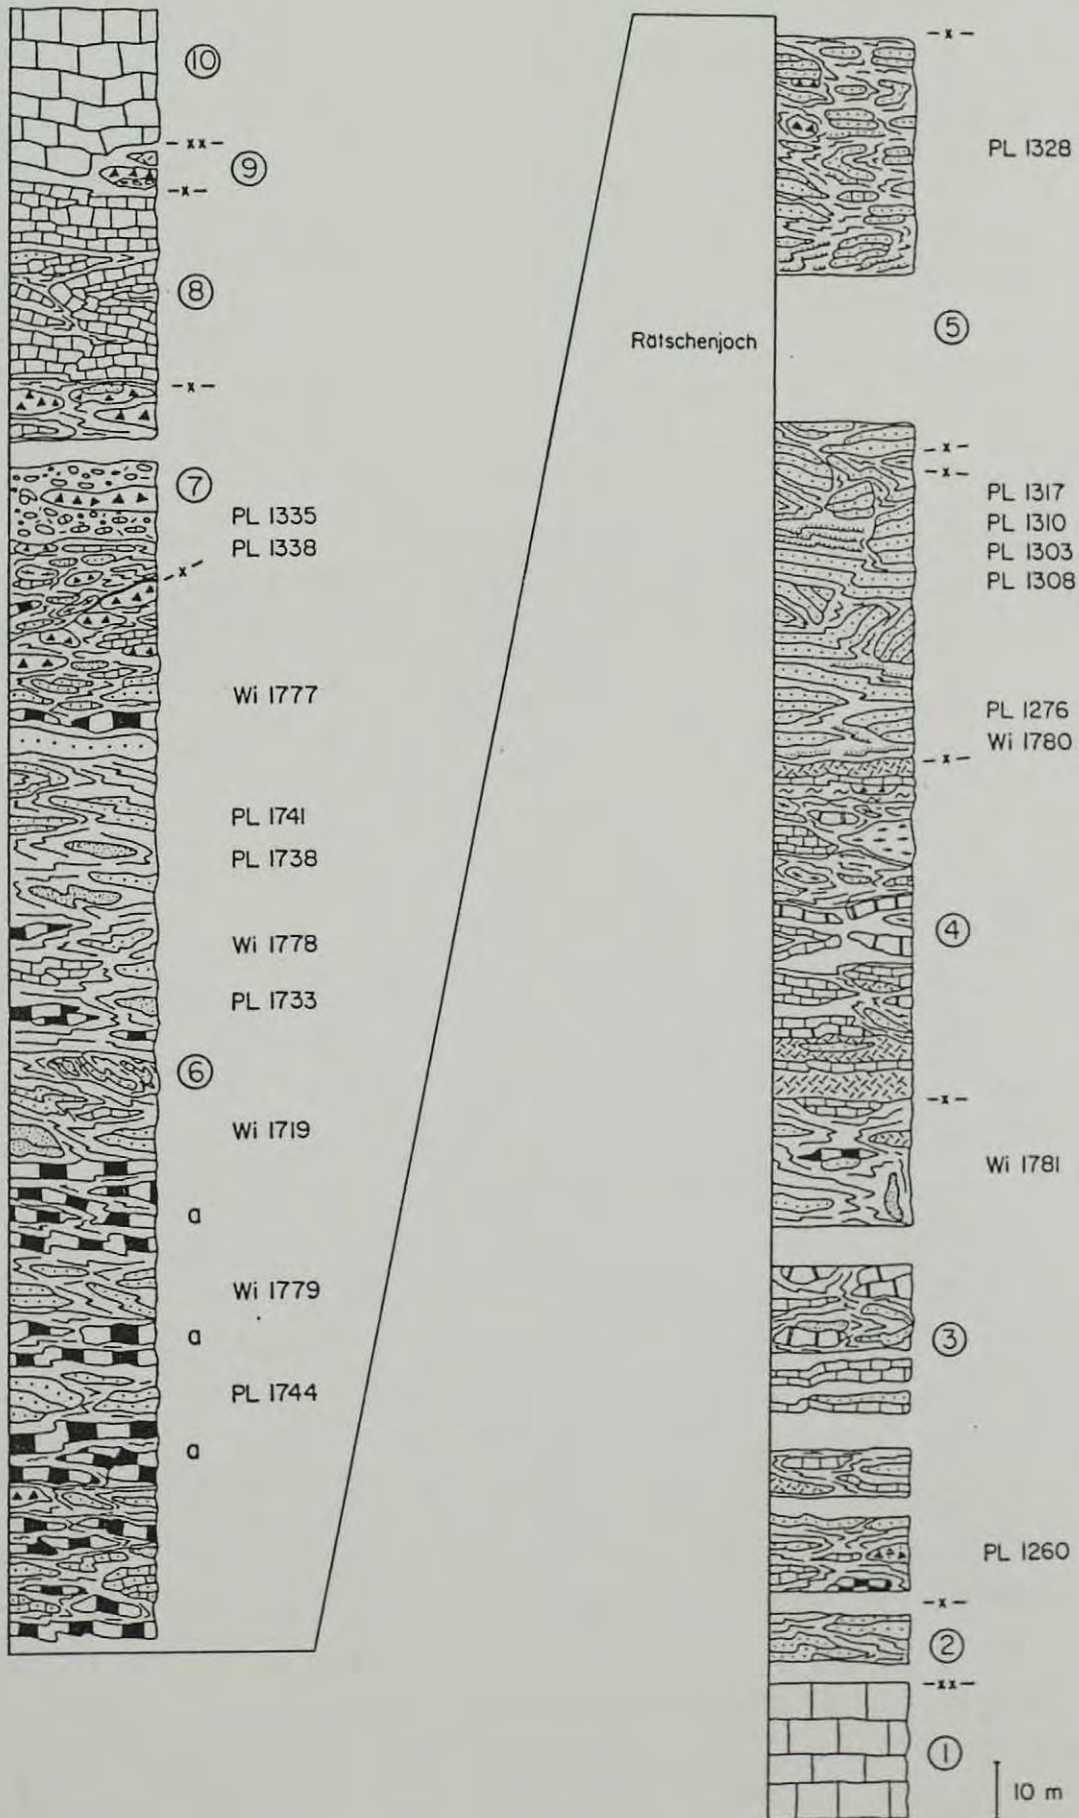 ⑩
-xx-
⑨
-x-
⑧
-x-
⑦
PL 1335
PL 1338
-x-
Wi 1777
PL 1741
PL 1738
Wi 1778
PL 1733
⑥
Wi 1719
a
Wi 1779
a
PL 1744
a
Rätschenjoch
-x-
PL 1328
⑤
-x-
-x-
PL 1317
PL 1310
PL 1303
PL 1308
PL 1276
Wi 1780
-x-
④
-x-
Wi 1781
③
PL 1260
-x-
②
-xx-
①
10 m